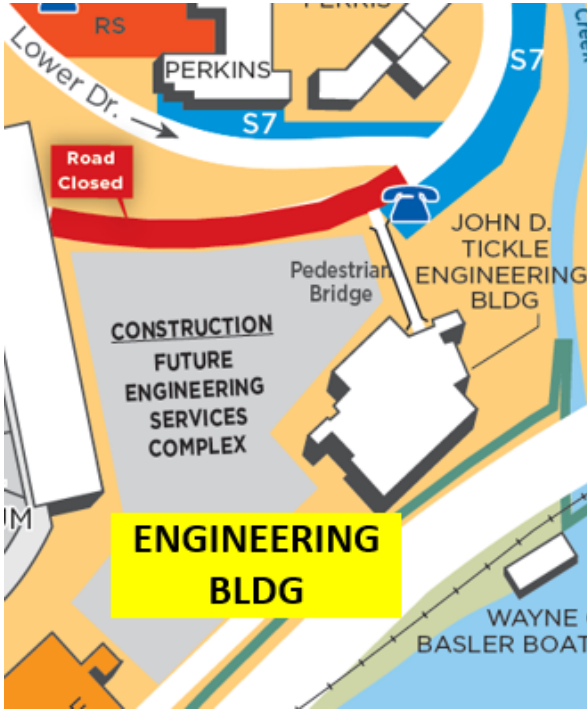 PERRIS
Creek
RS
PERKINS
S7
Lower Dr.
S7
Road
Closed
JOHN D.
TICKLE
ENGINEERING
BLDG
Pedestrian
Bridge
CONSTRUCTION
FUTURE
ENGINEERING
SERVICES
COMPLEX
UM
ENGINEERING
BLDG
WAYNE
BASLER BOAT